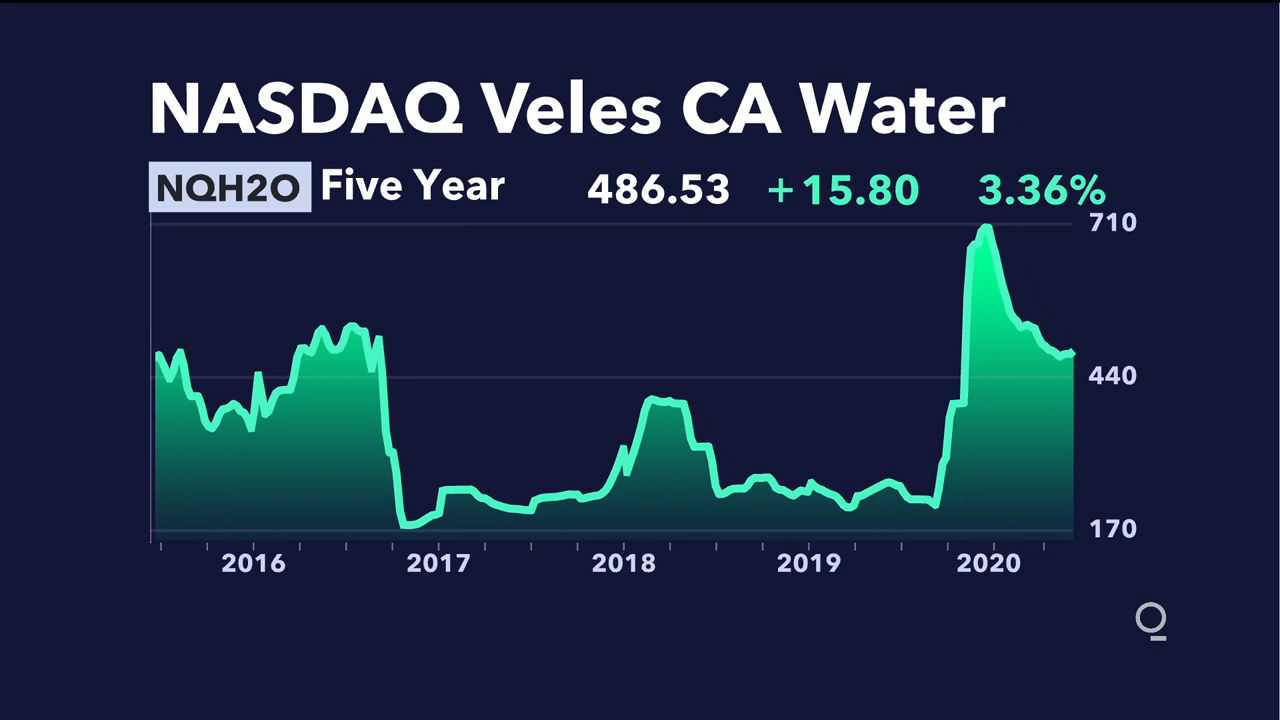 NASDAQ Veles CA Water
NQH2O Five Year 486.53 +15.80 3.36%
710
440
170
2016 2017 2018 2019 2020